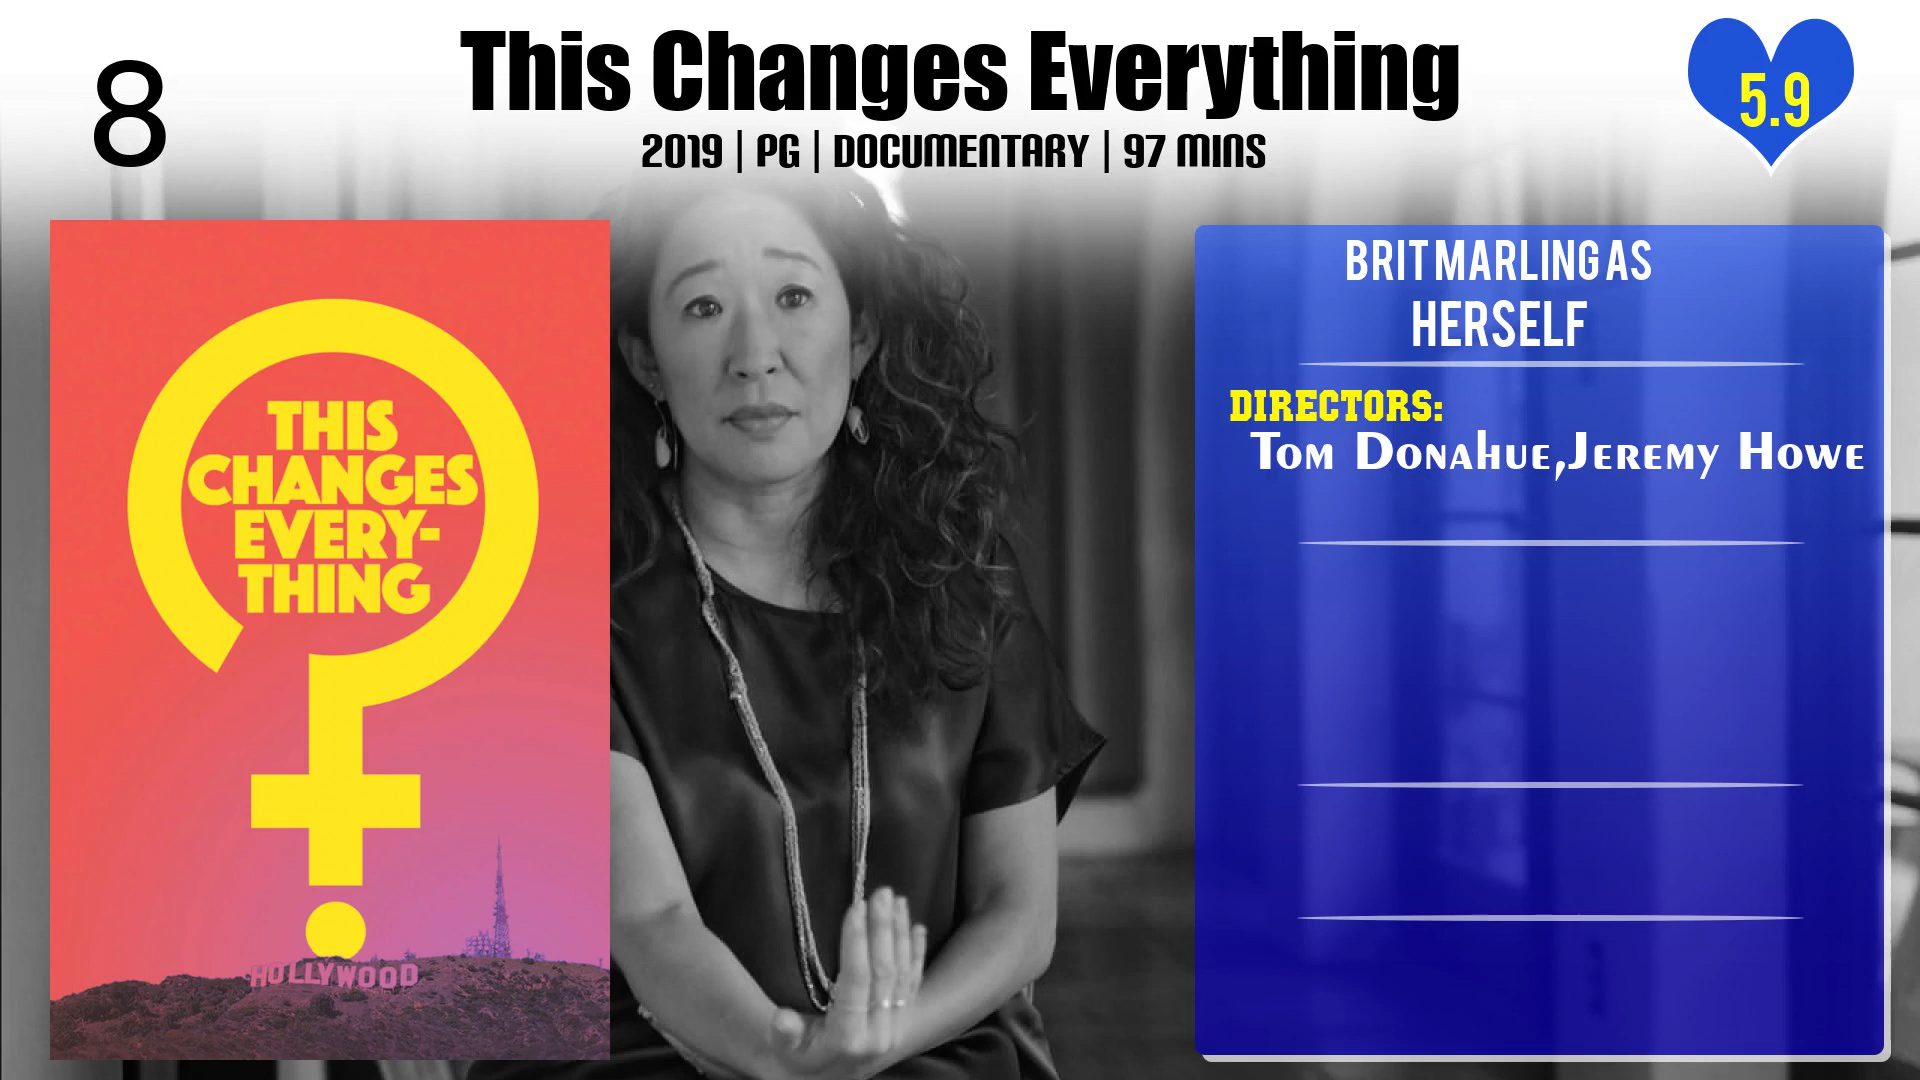 8
This Changes Everything
2019 | PG | DOCUMENTARY | 97 MINS
5.9
THIS
CHANGES
EVERY-
THING
HOLLYWOOD
BRIT MARLING AS
HERSELF
DIRECTORS:
Tom Donahue,Jeremy Howe